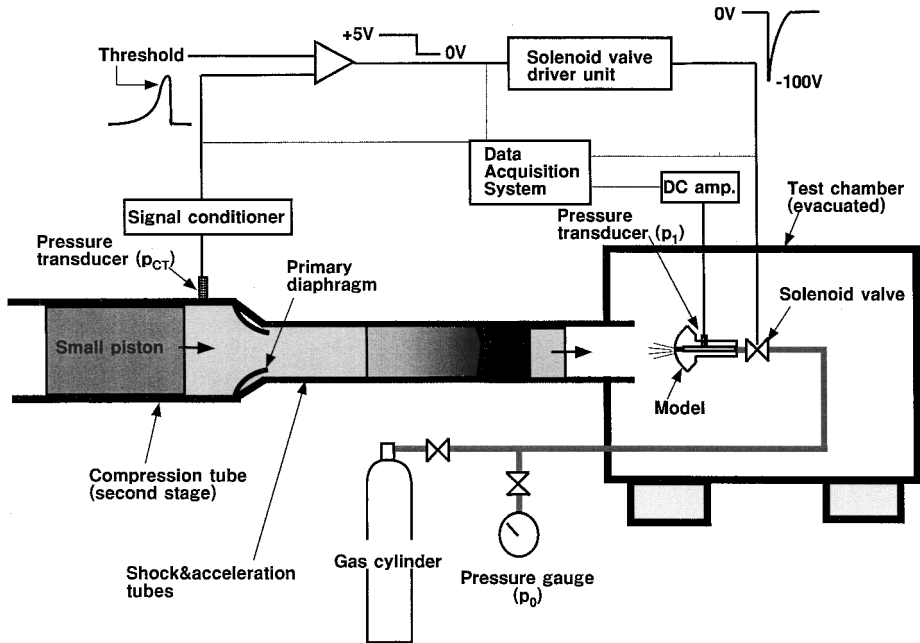 Threshold
+5V
0V
Solenoid valve
driver unit
0V
-100V
Data
Acquisition
System
DC amp.
Test chamber
(evacuated)
Signal conditioner
Pressure
transducer (p1)
Pressure
transducer (pCT)
Primary
diaphragm
Solenoid valve
Small piston
Model
Compression tube
(second stage)
Shock&acceleration
tubes
Gas cylinder
Pressure gauge
(p0)